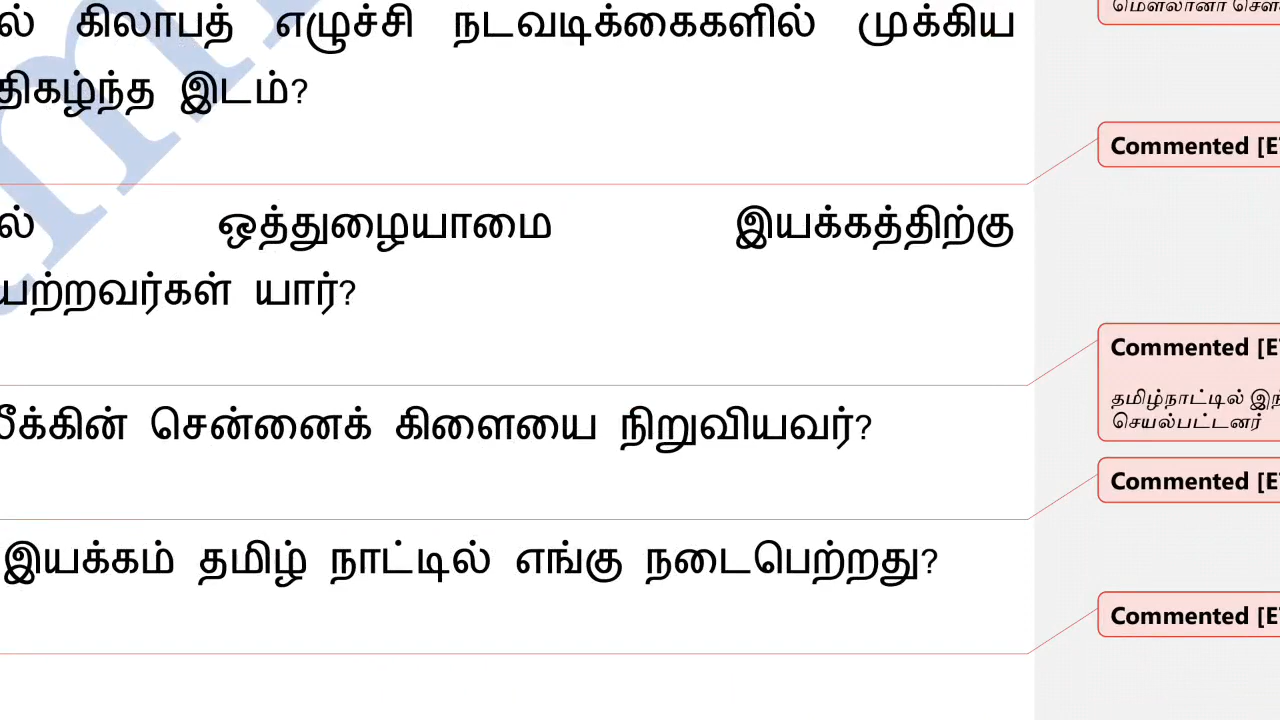 ல் கிலாபத் எழுச்சி நடவடிக்கைகளில் முக்கிய
திகழ்ந்த இடம்?
ல் ஒத்துழையாமை இயக்கத்திற்கு
யற்றவர்கள் யார்?
லீக்கின் சென்னைக் கிளையை நிறுவியவர்?
இயக்கம் தமிழ் நாட்டில் எங்கு நடைபெற்றது?
மௌலானா சௌ
Commented [E
Commented [E
தமிழ்நாட்டில் இ
செயல்பட்டனர்
Commented [E
Commented [E